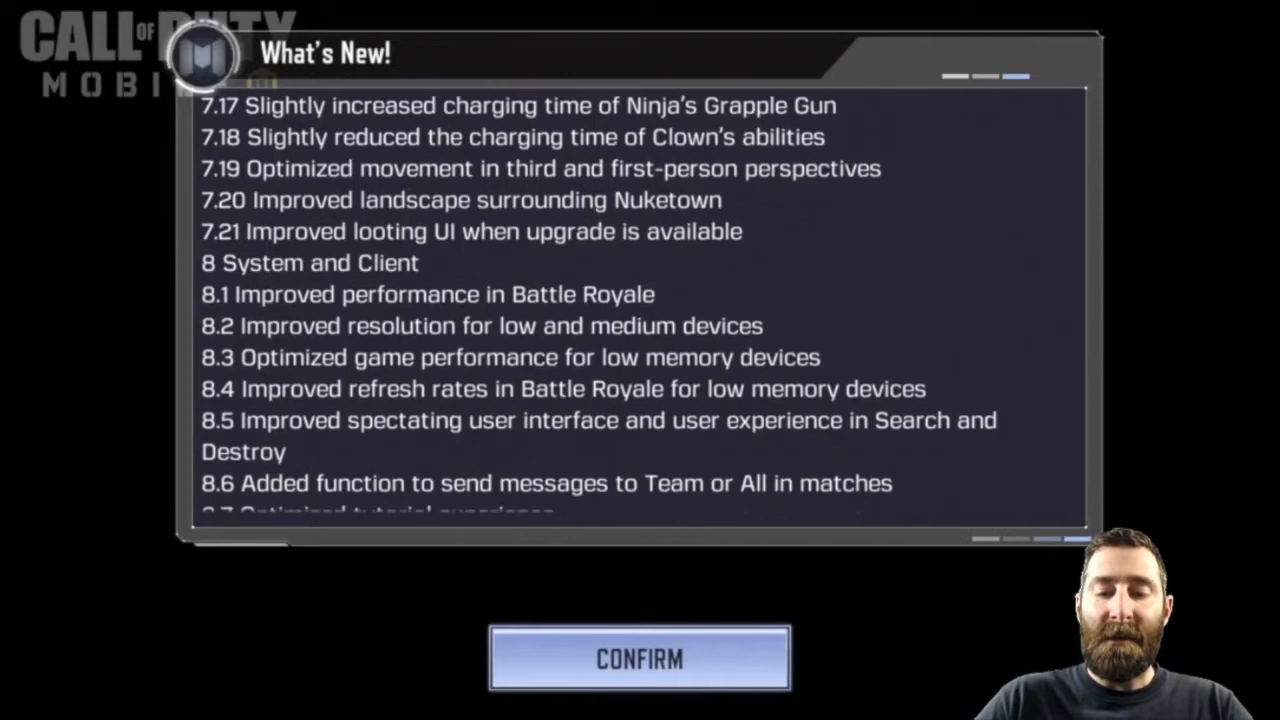 CALL OF DUTY
MOBI
What's New!
7.17 Slightly increased charging time of Ninja's Grapple Gun
7.18 Slightly reduced the charging time of Clown's abilities
7.19 Optimized movement in third and first-person perspectives
7.20 Improved landscape surrounding Nuketown
7.21 Improved looting UI when upgrade is available
8 System and Client
8.1 Improved performance in Battle Royale
8.2 Improved resolution for low and medium devices
8.3 Optimized game performance for low memory devices
8.4 Improved refresh rates in Battle Royale for low memory devices
8.5 Improved spectating user interface and user experience in Search and
Destroy
8.6 Added function to send messages to Team or All in matches
8.7 Optimized tutorial experience
CONFIRM